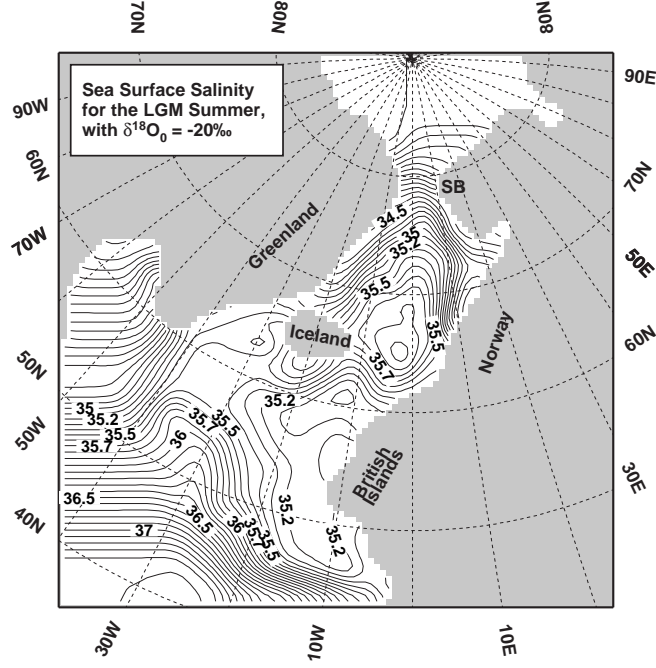 70N
80N
80N
90E
Sea Surface Salinity
for the LGM Summer,
with δ¹⁸O₀ = -20‰
90W
60N
SB
70N
34.5
35
35.2
Greenland
70W
50E
35.5
Iceland
35.5
Norway
60N
35.7
50N
35.2
35
35.2
35.7
35.5
35.5
36
35.7
50W
British
Islands
30E
36.5
35.2
36.5
36
35.7
35.5
40N
37
35.2
30W
10W
10E